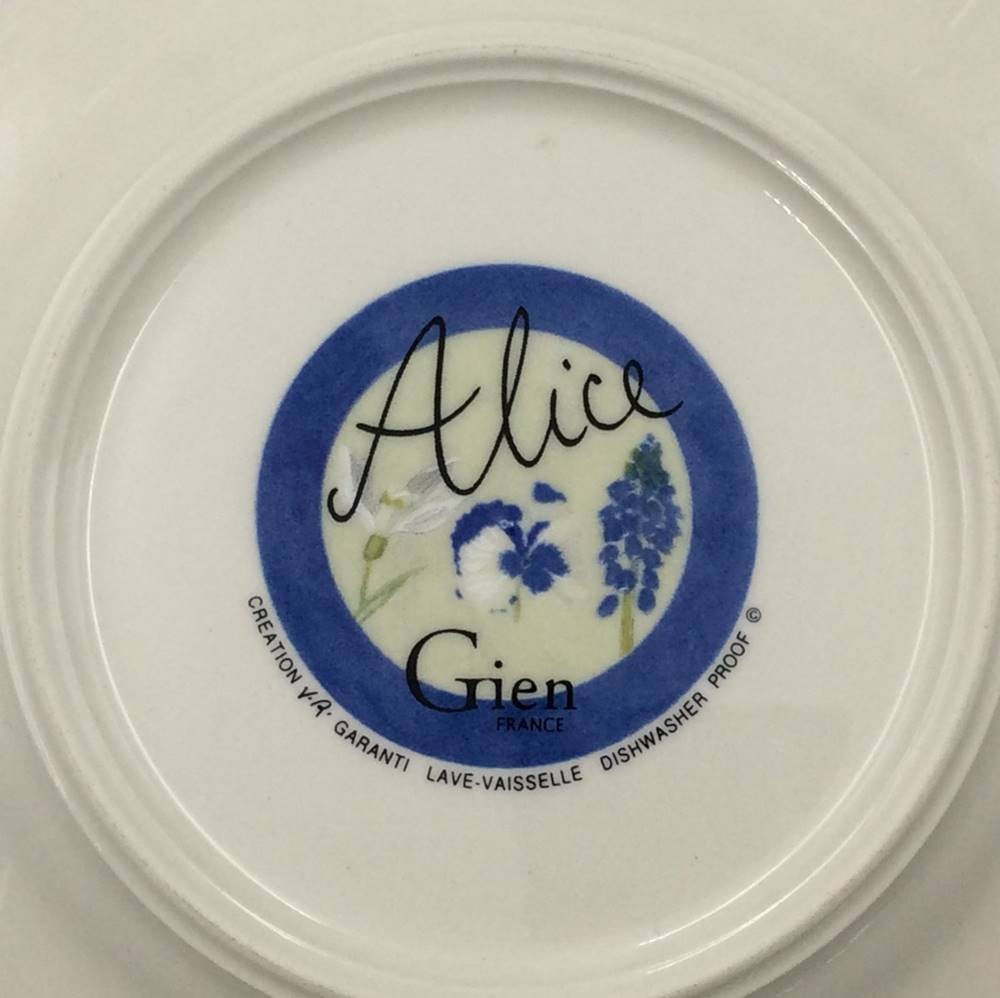 Alice
Gien
FRANCE
CREATION V.R. GARANTI LAVE-VAISSELLE DISHWASHER PROOF ©